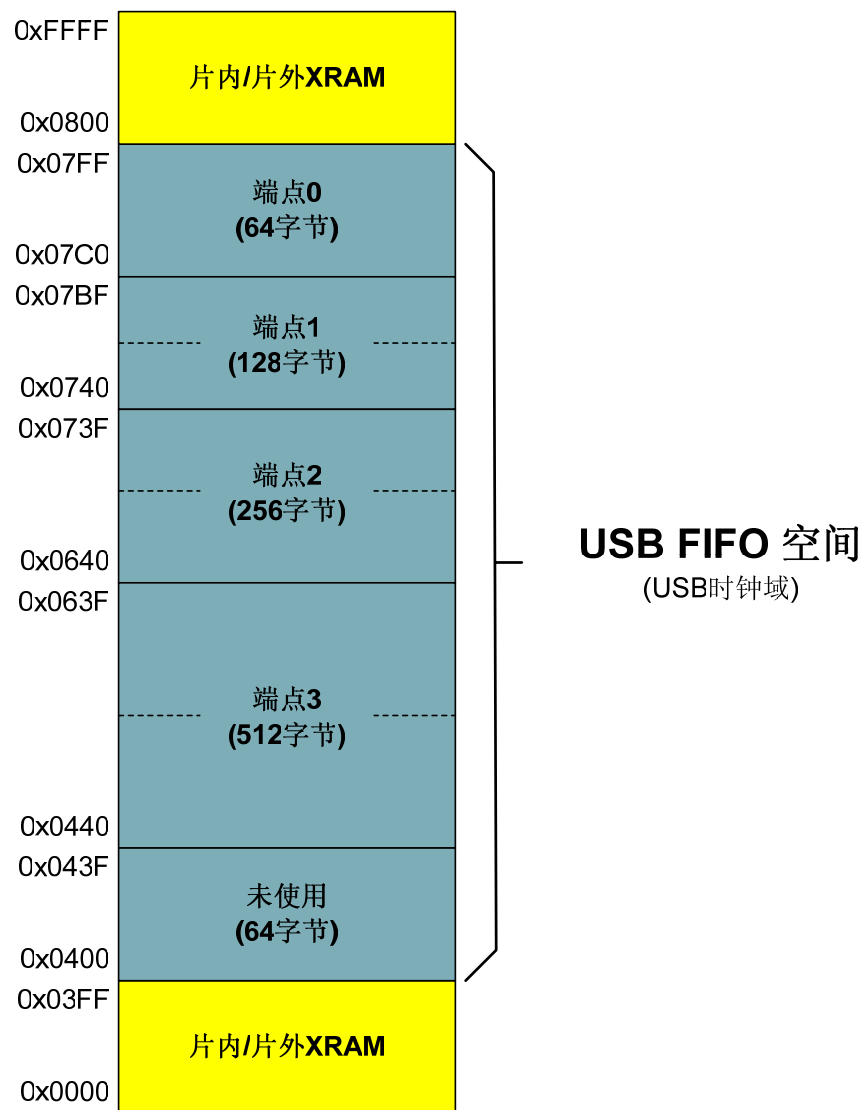 0xFFFF
片内/片外XRAM
0x0800
0x07FF
端点0
(64字节)
0x07C0
0x07BF
端点1
(128字节)
0x0740
0x073F
端点2
(256字节)
0x0640
0x063F
端点3
(512字节)
0x0440
0x043F
未使用
(64字节)
0x0400
0x03FF
片内/片外XRAM
0x0000
USB FIFO 空间
(USB时钟域)